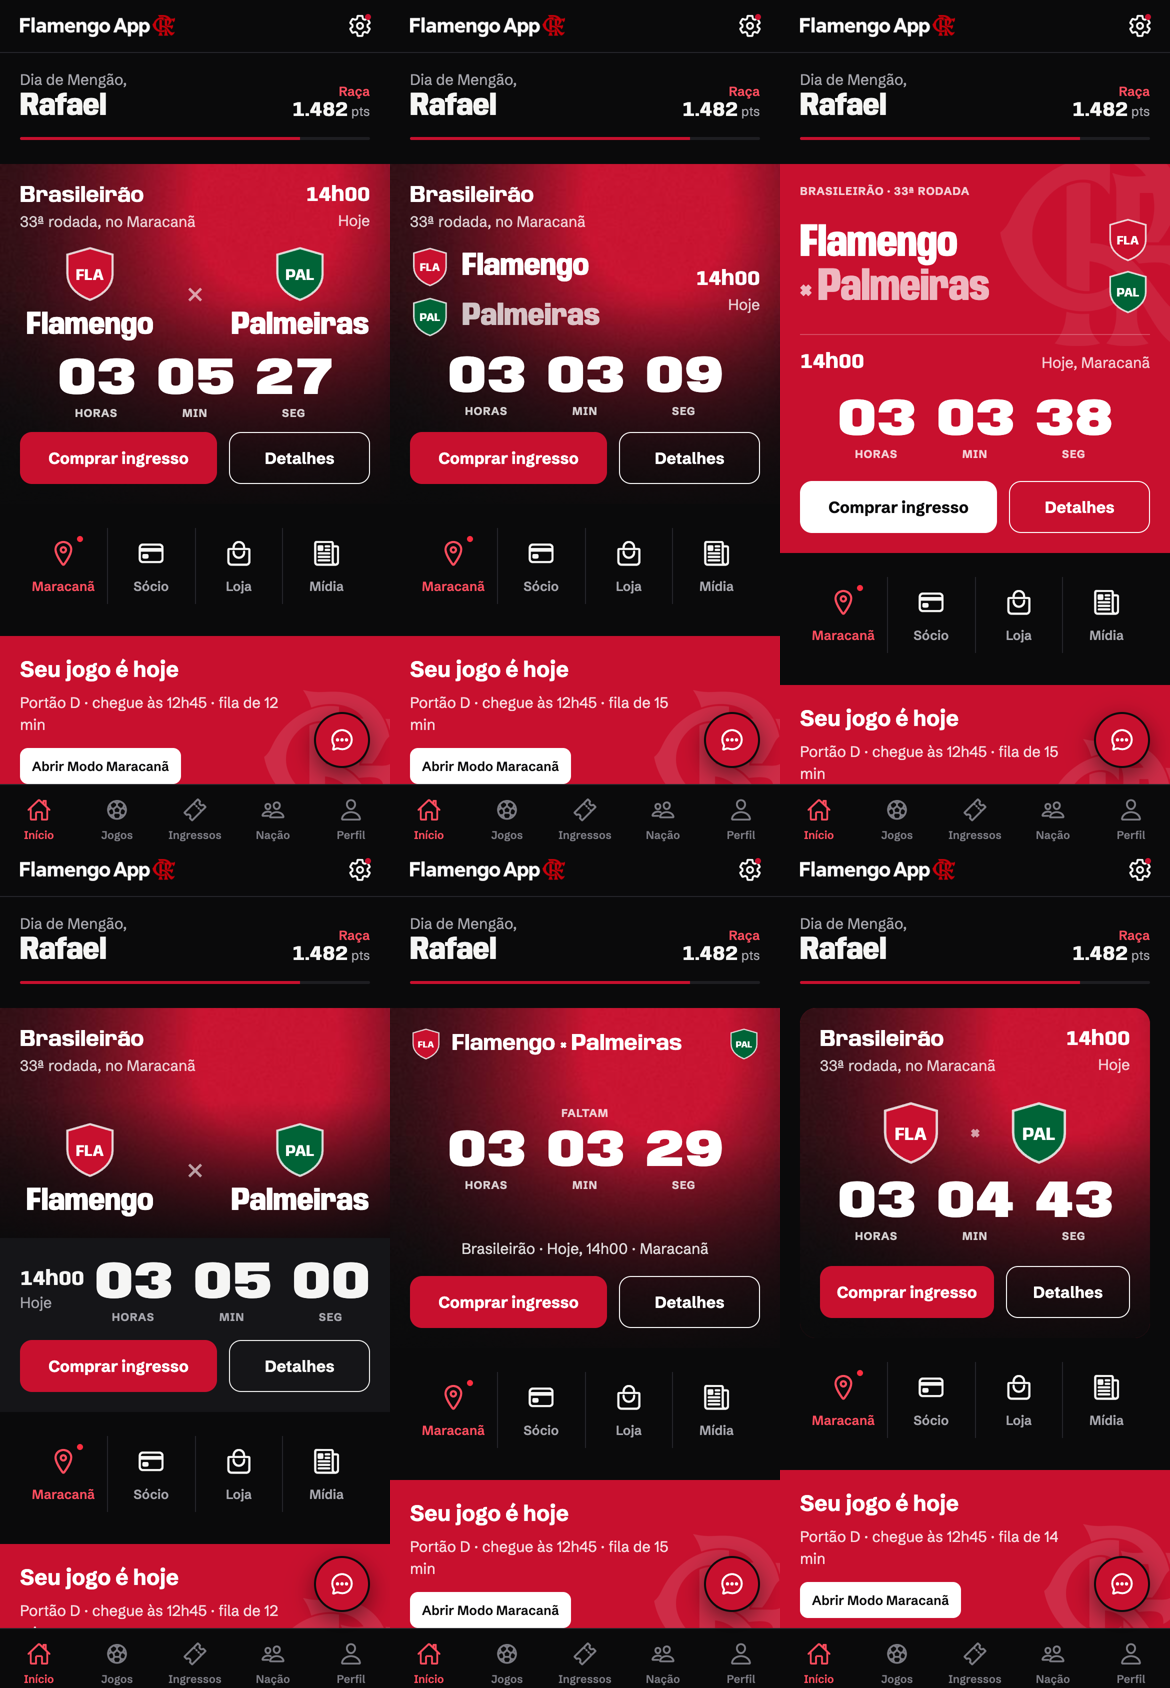 Flamengo App
Dia de Mengão,
Rafael
Raça
1.482 pts
Brasileirão
14h00
33ª rodada, no Maracanã
Hoje
FLA
PAL
×
Flamengo
Palmeiras
03 05 27
HORAS MIN SEG
Comprar ingresso
Detalhes
Maracanã
Sócio
Loja
Mídia
Seu jogo é hoje
Portão D · chegue às 12h45 · fila de 12
min
Abrir Modo Maracanã
Início
Jogos
Ingressos
Nação
Perfil
Flamengo App
Dia de Mengão,
Rafael
Raça
1.482 pts
Brasileirão
33ª rodada, no Maracanã
FLA
Flamengo
PAL
Palmeiras
14h00
Hoje
03 03 09
HORAS MIN SEG
Comprar ingresso
Detalhes
Maracanã
Sócio
Loja
Mídia
Seu jogo é hoje
Portão D · chegue às 12h45 · fila de 15
min
Abrir Modo Maracanã
Início
Jogos
Ingressos
Nação
Perfil
Flamengo App
Dia de Mengão,
Rafael
Raça
1.482 pts
BRASILEIRÃO · 33ª RODADA
Flamengo
× Palmeiras
FLA
PAL
14h00
Hoje, Maracanã
03 03 38
HORAS MIN SEG
Comprar ingresso
Detalhes
Maracanã
Sócio
Loja
Mídia
Seu jogo é hoje
Portão D · chegue às 12h45 · fila de 15
min
Início
Jogos
Ingressos
Nação
Perfil
Flamengo App
Dia de Mengão,
Rafael
Raça
1.482 pts
Brasileirão
33ª rodada, no Maracanã
FLA
PAL
×
Flamengo
Palmeiras
14h00
Hoje
03 05 00
HORAS MIN SEG
Comprar ingresso
Detalhes
Maracanã
Sócio
Loja
Mídia
Seu jogo é hoje
Portão D · chegue às 12h45 · fila de 12
Início
Jogos
Ingressos
Nação
Perfil
Flamengo App
Dia de Mengão,
Rafael
Raça
1.482 pts
FLA
Flamengo × Palmeiras
PAL
FALTAM
03 03 29
HORAS MIN SEG
Brasileirão · Hoje, 14h00 · Maracanã
Comprar ingresso
Detalhes
Maracanã
Sócio
Loja
Mídia
Seu jogo é hoje
Portão D · chegue às 12h45 · fila de 15
min
Abrir Modo Maracanã
Início
Jogos
Ingressos
Nação
Perfil
Flamengo App
Dia de Mengão,
Rafael
Raça
1.482 pts
Brasileirão
14h00
33ª rodada, no Maracanã
Hoje
FLA
×
PAL
03 04 43
HORAS MIN SEG
Comprar ingresso
Detalhes
Maracanã
Sócio
Loja
Mídia
Seu jogo é hoje
Portão D · chegue às 12h45 · fila de 14
min
Abrir Modo Maracanã
Início
Jogos
Ingressos
Nação
Perfil